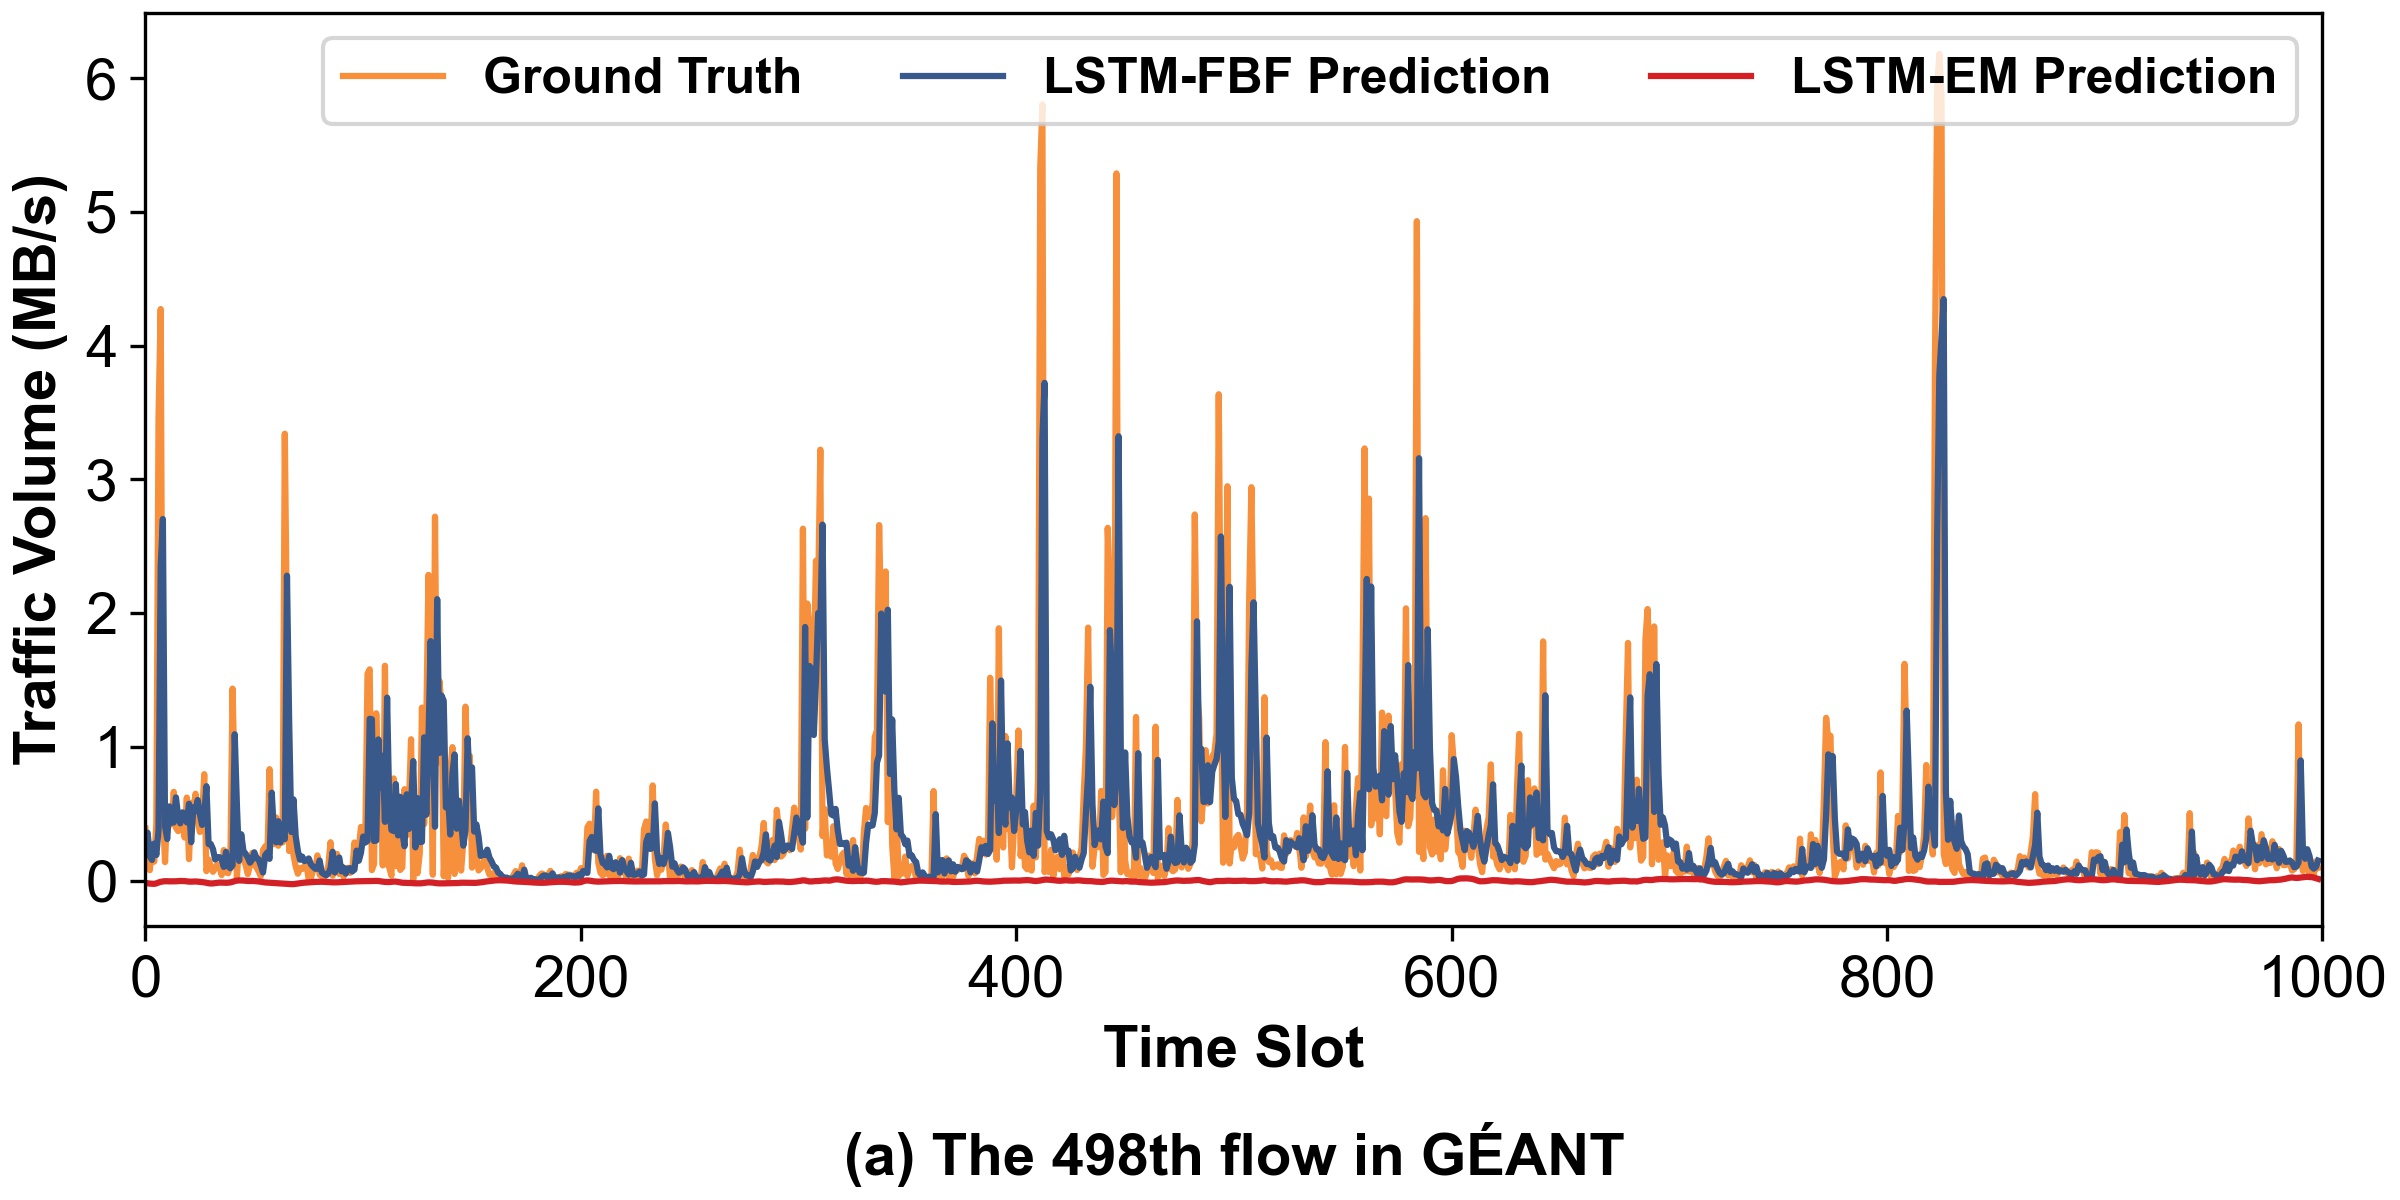 Ground Truth LSTM-FBF Prediction LSTM-EM Prediction
Traffic Volume (MB/s)
6
5
4
3
2
1
0
0 200 400 600 800 1000
Time Slot
(a) The 498th flow in GÉANT